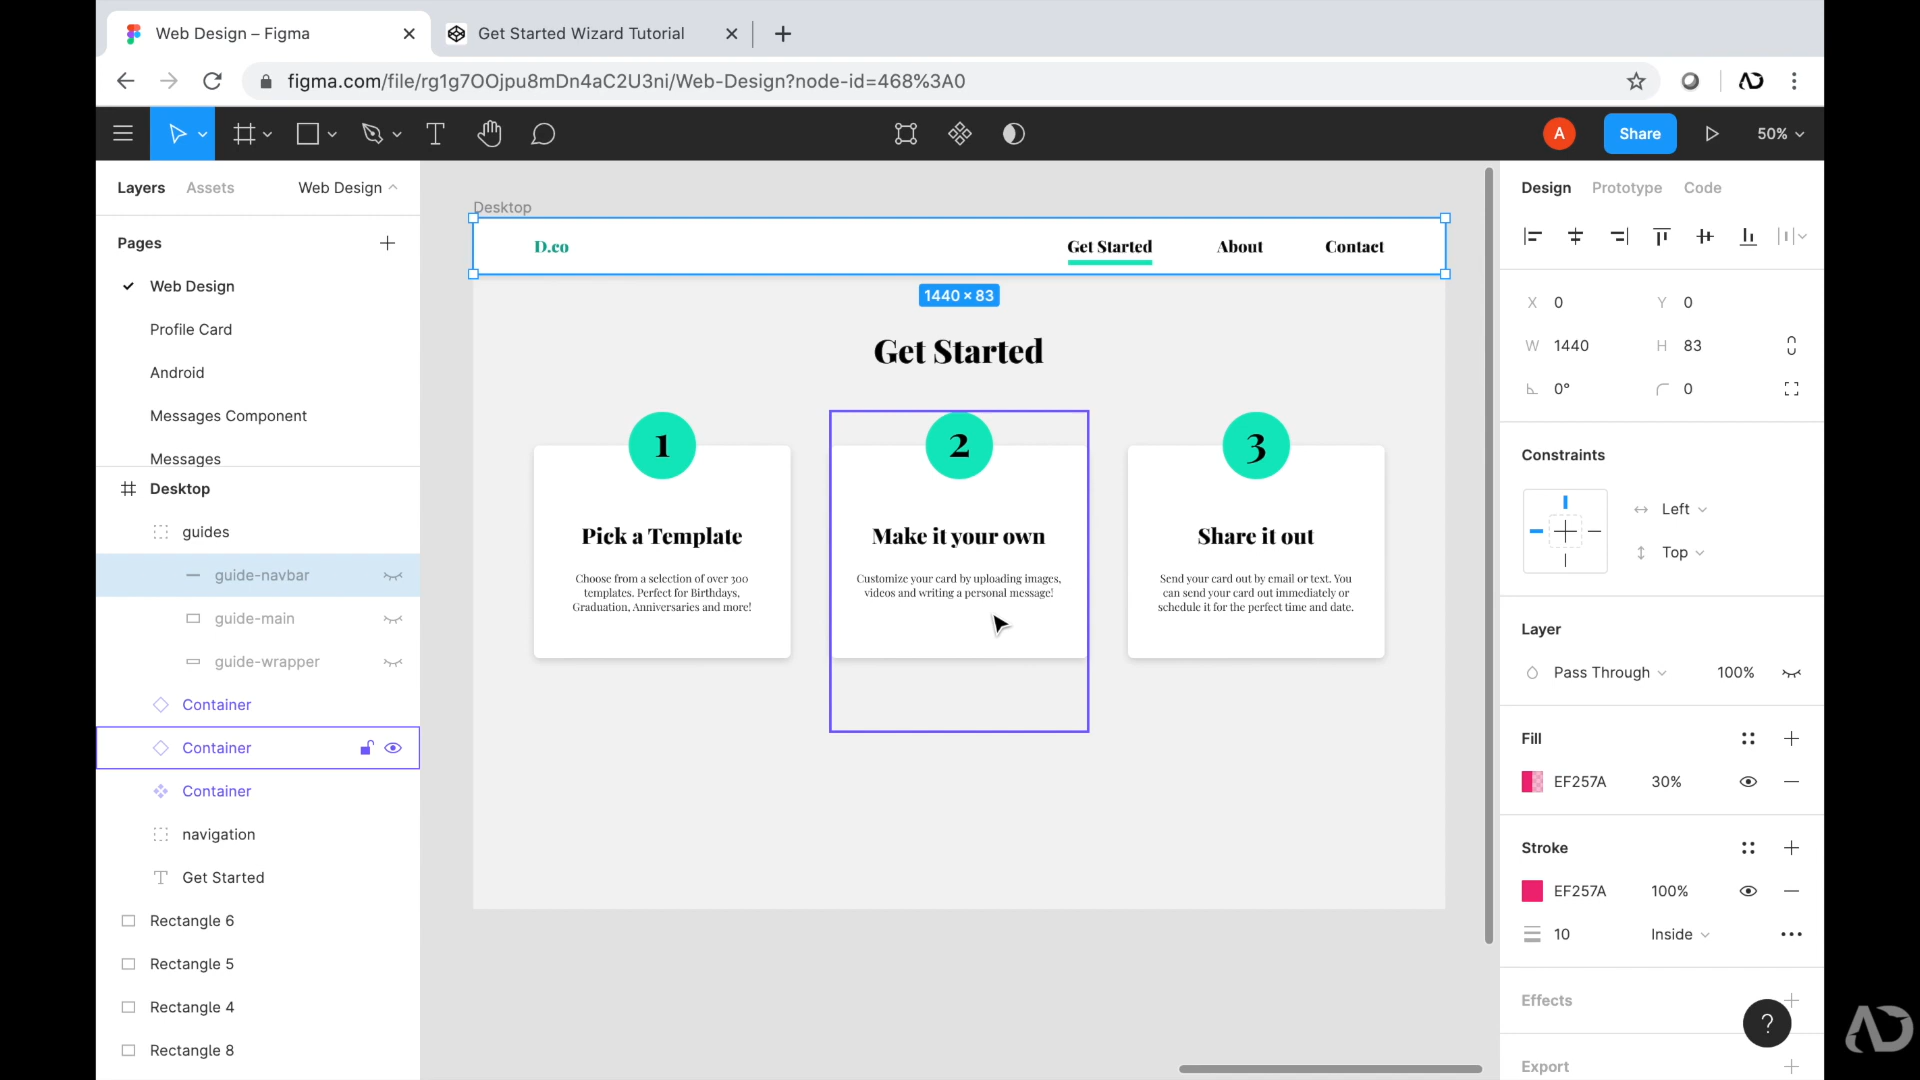 Web Design – Figma
Get Started Wizard Tutorial
figma.com/file/rg1g7OOjpu8mDn4aC2U3ni/Web-Design?node-id=468%3A0
A
Share
50%
Layers
Assets
Web Design
Pages
Web Design
Profile Card
Android
Messages Component
Messages
Desktop
guides
guide-navbar
guide-main
guide-wrapper
Container
Container
Container
navigation
Get Started
Rectangle 6
Rectangle 5
Rectangle 4
Rectangle 8
Desktop
D.co
Get Started
About
Contact
1440 × 83
Get Started
1
Pick a Template
Choose from a selection of over 300
templates. Perfect for Birthdays,
Graduation, Anniversaries and more!
2
Make it your own
Customize your card by uploading images,
videos and writing a personal message!
3
Share it out
Send your card out by email or text. You
can send your card out immediately or
schedule it for the perfect time and date.
Design
Prototype
Code
X 0
Y 0
W 1440
H 83
0°
0
Constraints
Left
Top
Layer
Pass Through
100%
Fill
EF257A
30%
Stroke
EF257A
100%
10
Inside
Effects
?
Export
AD